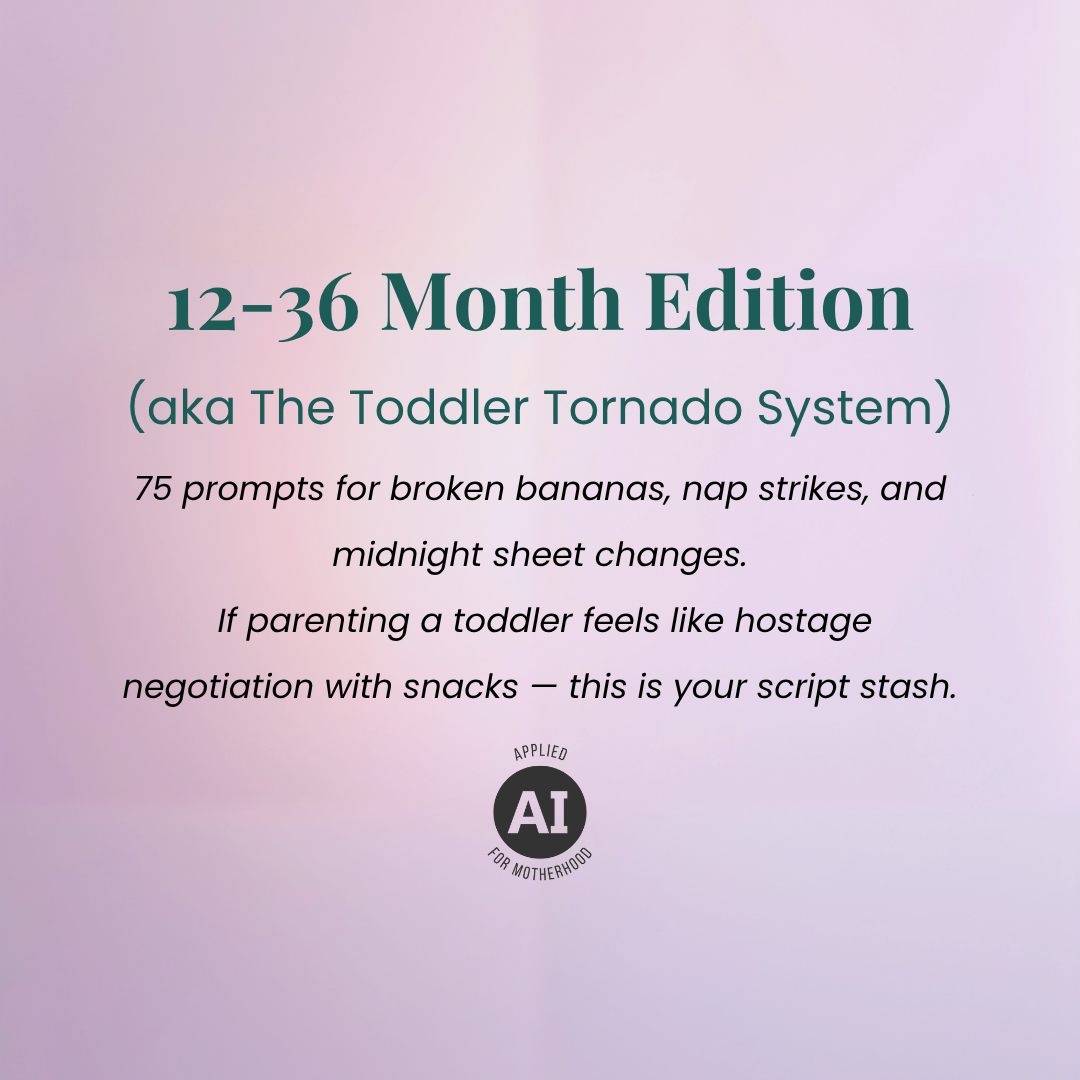 12-36 Month Edition
(aka The Toddler Tornado System)
75 prompts for broken bananas, nap strikes, and
midnight sheet changes.
If parenting a toddler feels like hostage
negotiation with snacks — this is your script stash.
APPLIED
AI
FOR MOTHERHOOD